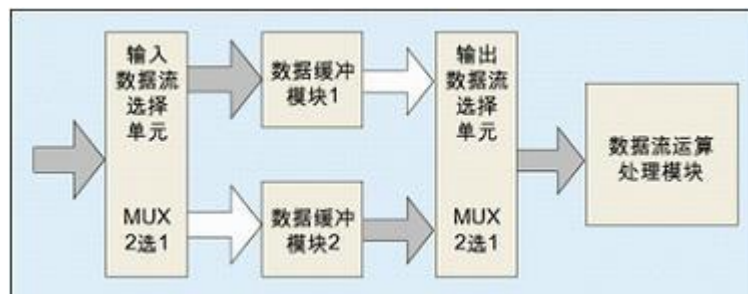 输入
数据流
选择
单元
MUX
2选1
数据缓冲
模块1
数据缓冲
模块2
输出
数据流
选择
单元
MUX
2选1
数据流运算
处理模块